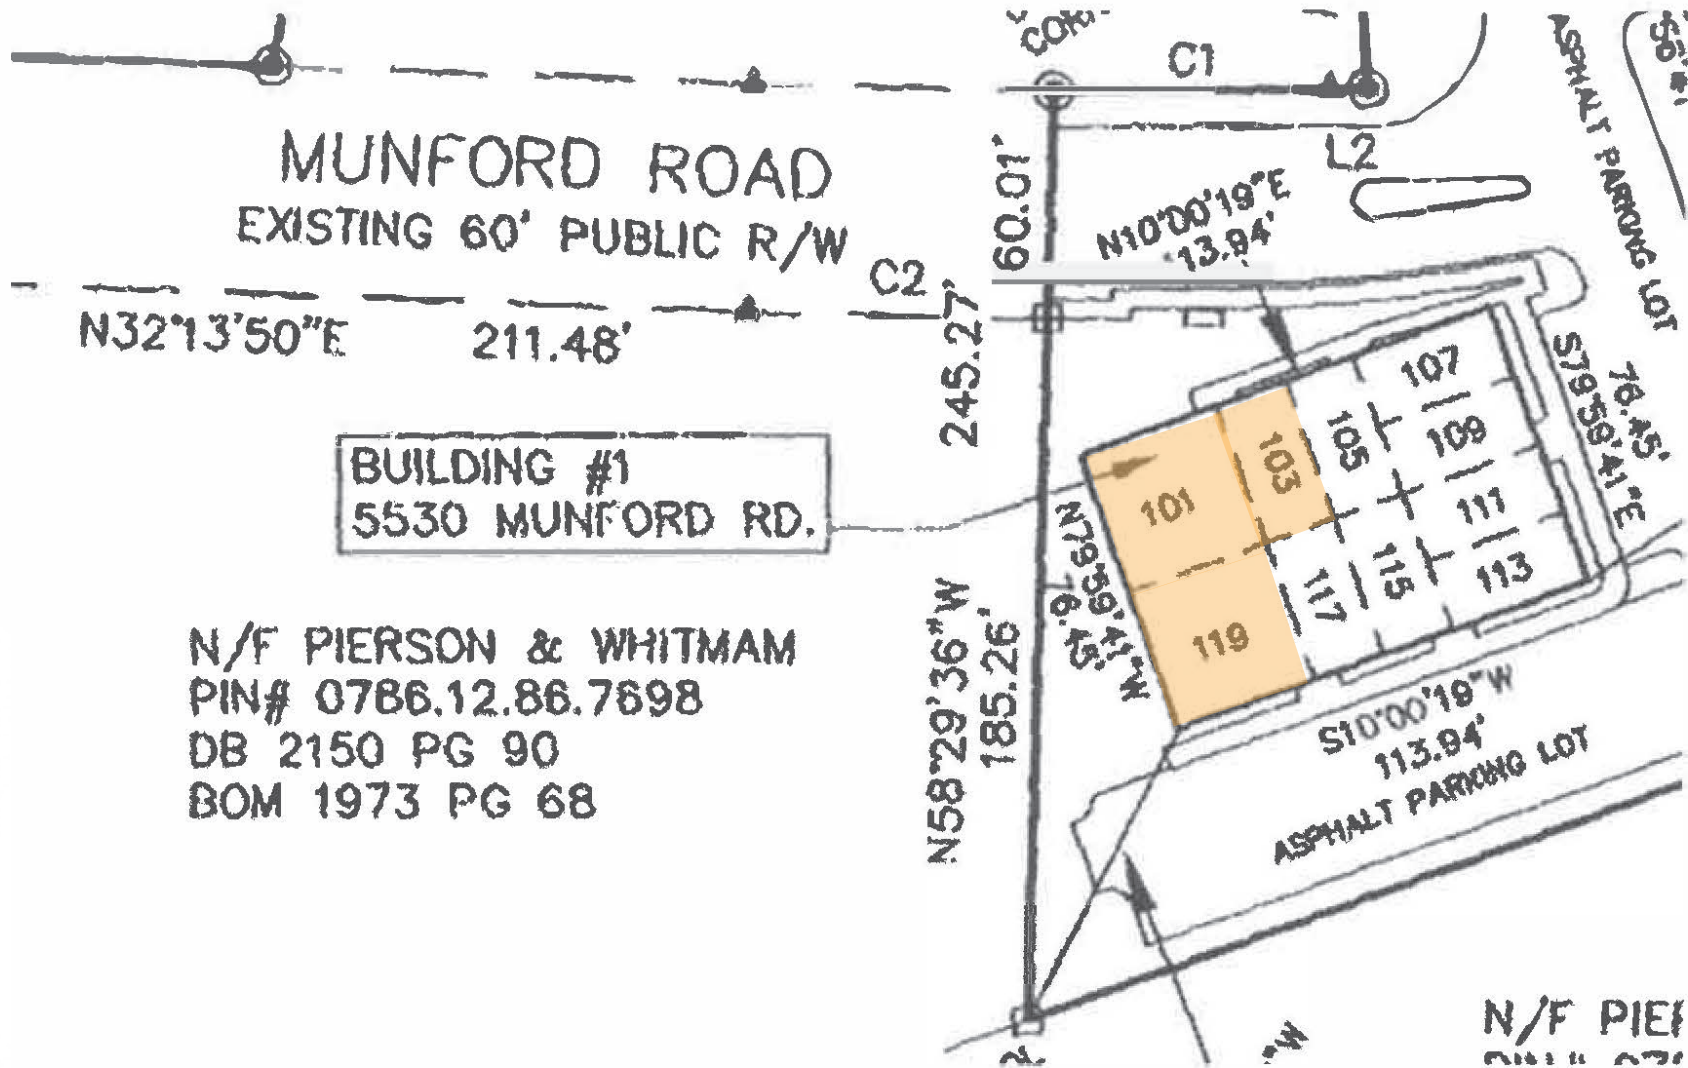 C1
MUNFORD ROAD
EXISTING 60' PUBLIC R/W
C2
N32°13'50"E 211.48'
60.01'
245.27'
L2
N10°00'19"E
113.94'
ASPHALT PARKING LOT
BUILDING #1
5530 MUNFORD RD.
101
103
105
107
109
111
113
115
117
119
76.45'
S79°59'41"E
N79°59'41"W
76.45'
N58°29'36"W
185.26'
N/F PIERSON & WHITMAM
PIN# 0786.12.86.7698
DB 2150 PG 90
BOM 1973 PG 68
S10°00'19"W
113.94'
ASPHALT PARKING LOT
N/F PIE